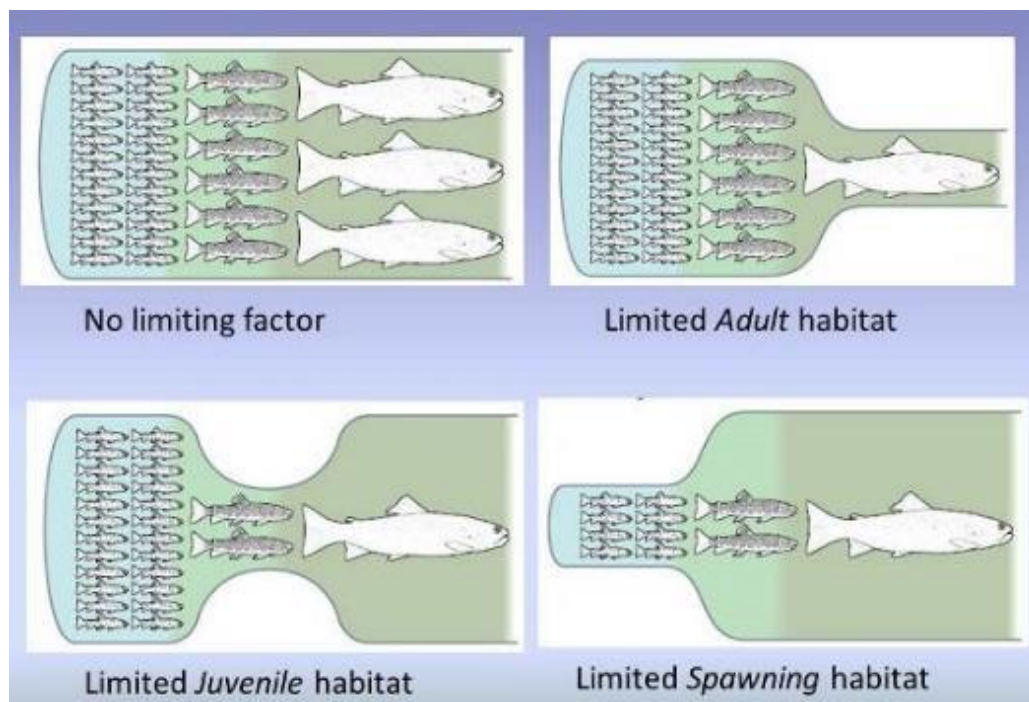 No limiting factor
Limited Adult habitat
Limited Juvenile habitat
Limited Spawning habitat